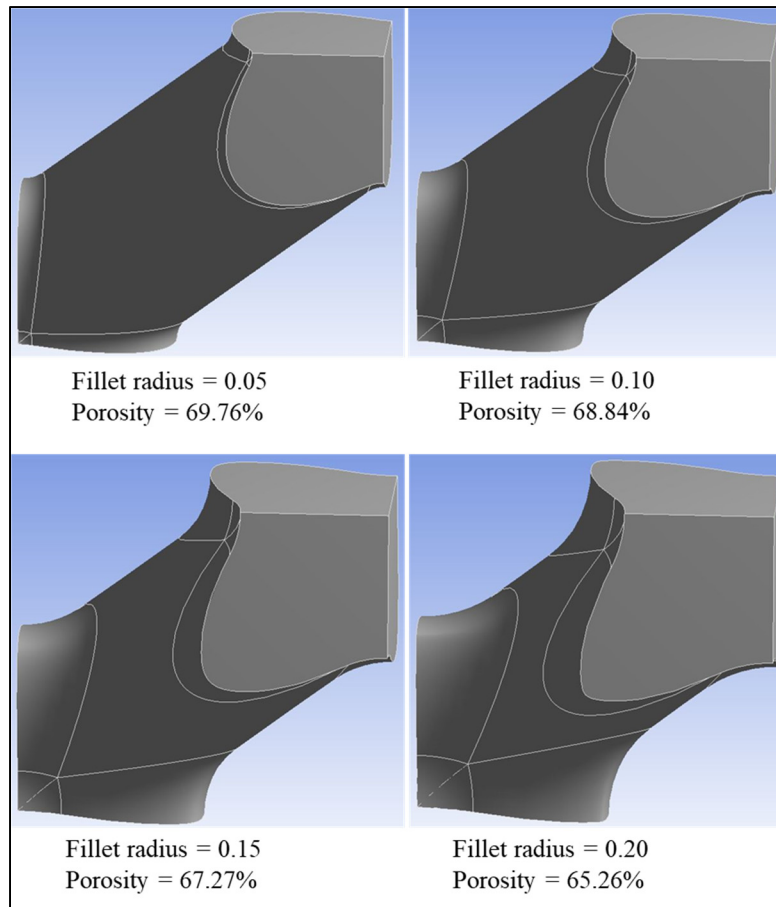 Fillet radius = 0.05
Porosity = 69.76%
Fillet radius = 0.10
Porosity = 68.84%
Fillet radius = 0.15
Porosity = 67.27%
Fillet radius = 0.20
Porosity = 65.26%